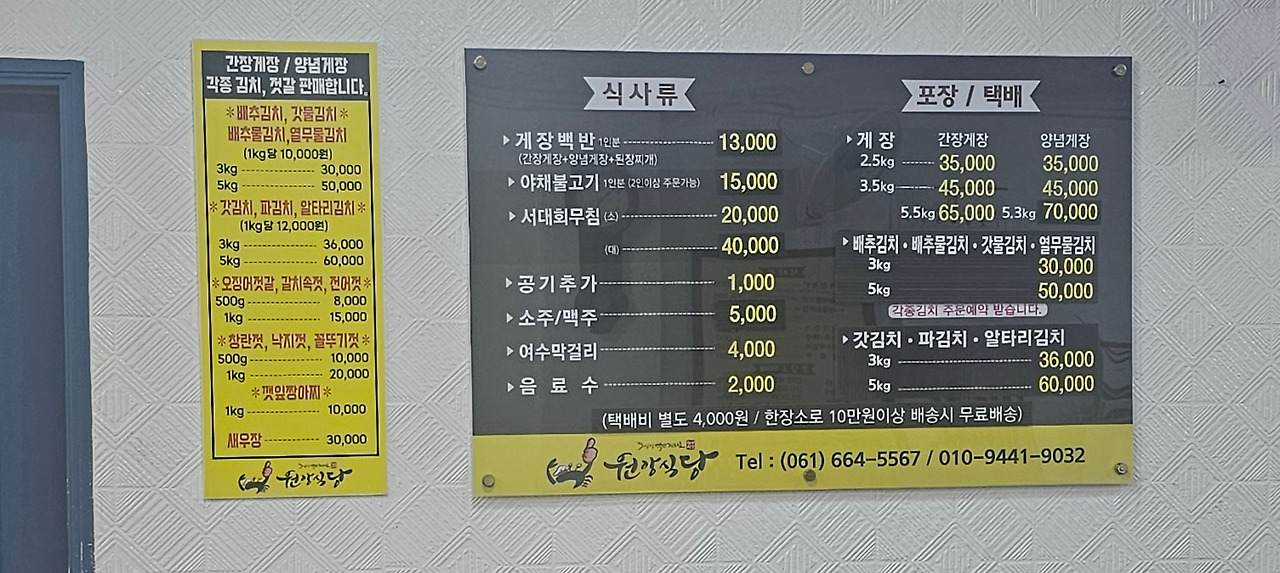 간장게장 / 양념게장
각종 김치, 젓갈 판매합니다.
*배추김치, 갓물김치*
배추물김치,열무물김치
(1kg당 10,000원)
3kg 30,000
5kg 50,000
*갓김치, 파김치, 알타리김치*
(1kg당 12,000원)
3kg 36,000
5kg 60,000
*오징어젓갈, 갈치속젓, 전어젓*
500g 8,000
1kg 15,000
*창란젓, 낙지젓, 꼴뚜기젓*
500g 10,000
1kg 20,000
*깻잎짱아찌*
1kg 10,000
새우장 30,000
원앙식당
식사류
게장백반 1인분 13,000
(간장게장+양념게장+된장찌개)
야채불고기 1인분 (2인이상 주문가능) 15,000
서대회무침 (소) 20,000
(대) 40,000
공기추가 1,000
소주/맥주 5,000
여수막걸리 4,000
음 료 수 2,000
포장 / 택배
게 장 간장게장 양념게장
2.5kg 35,000 35,000
3.5kg 45,000 45,000
5.5kg 65,000 5.3kg 70,000
배추김치 · 배추물김치 · 갓물김치 · 열무물김치
3kg 30,000
5kg 50,000
각종김치 주문예약 받습니다.
갓김치 · 파김치 · 알타리김치
3kg 36,000
5kg 60,000
(택배비 별도 4,000원 / 한장소로 10만원이상 배송시 무료배송)
원앙식당 Tel : (061) 664-5567 / 010-9441-9032